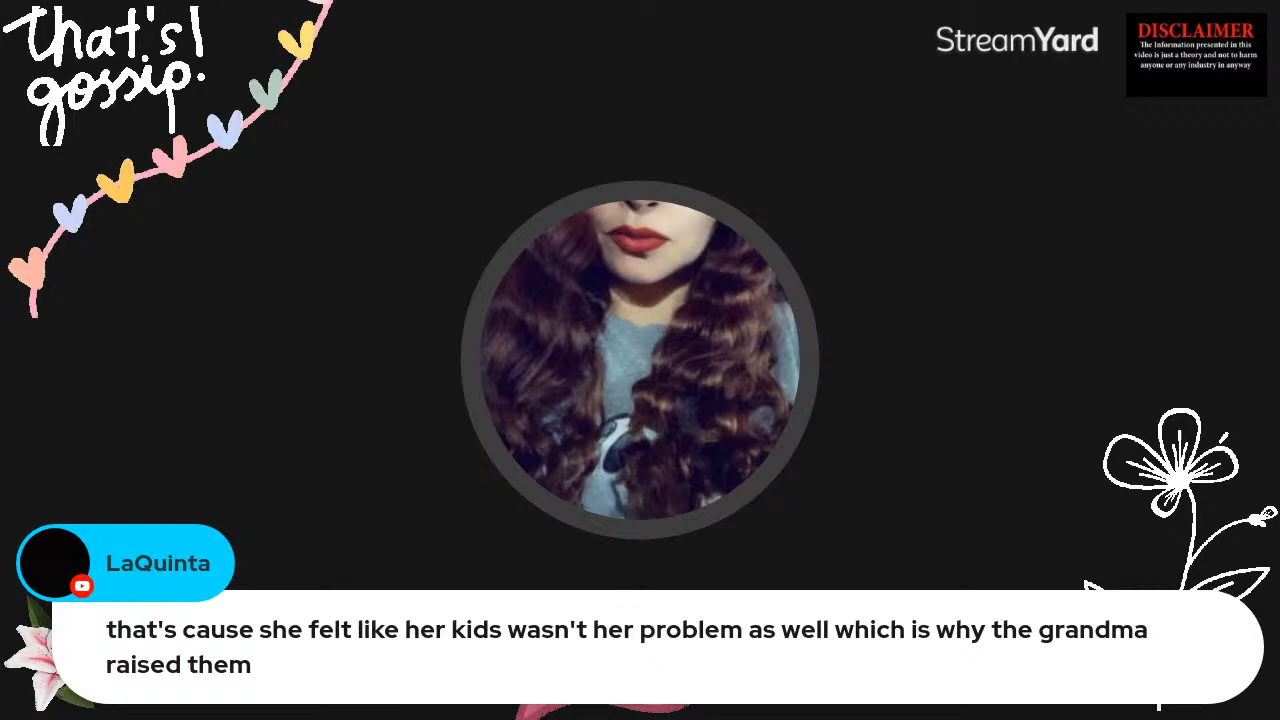 that's!
gossip.
StreamYard
DISCLAIMER
The Information presented in this
video is just a theory and not to harm
anyone or any industry in anyway
LaQuinta
that's cause she felt like her kids wasn't her problem as well which is why the grandma
raised them